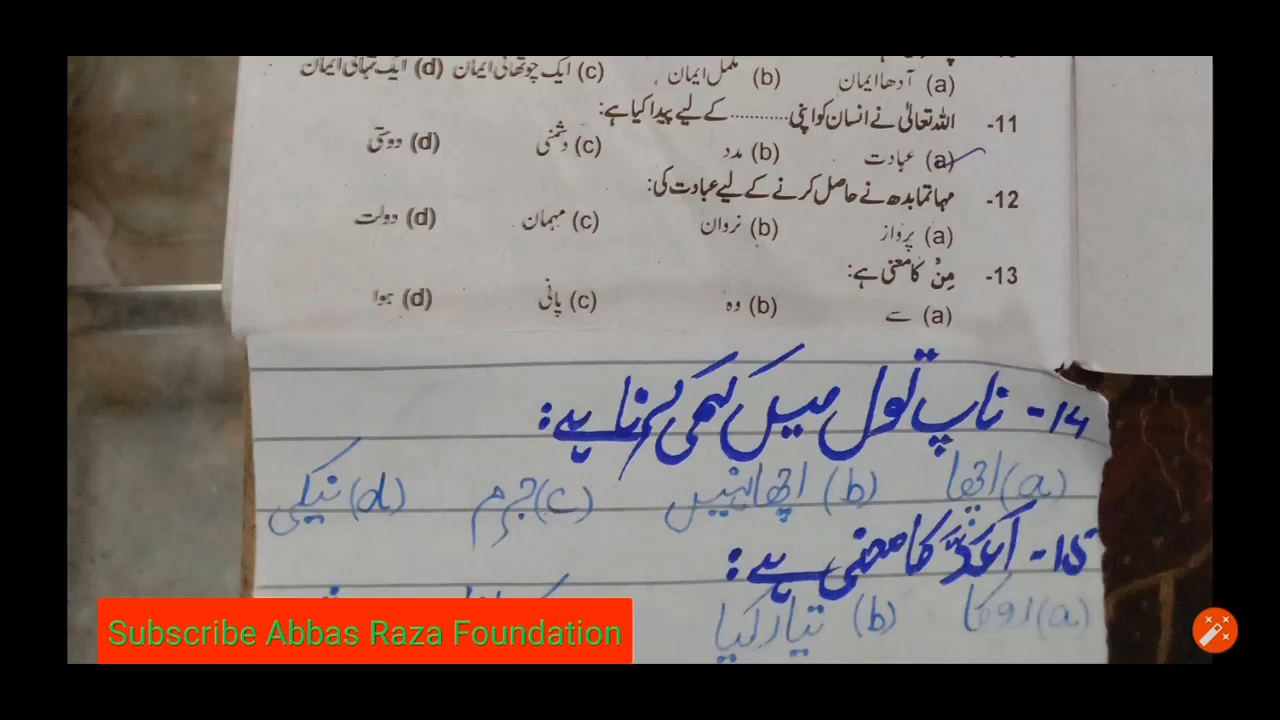 (a) آدھا ایمان (b) مکمل ایمان (c) ایک چوتھائی ایمان (d) ایک تہائی ایمان
11- اللہ تعالیٰ نے انسان کو اپنی ........... کے لیے پیدا کیا ہے:
(a) عبادت (b) مدد (c) دشمنی (d) دوستی
12- مہاتما بدھ نے حاصل کرنے کے لیے عبادت کی:
(a) پرواز (b) نروان (c) مہمان (d) دولت
13- مِنْ کا معنی ہے:
(a) سے (b) وہ (c) پانی (d) ہوا
14- ناپ تول میں کمی کرنا ہے:
(a) اچھا (b) اچھا نہیں (c) جرم (d) نیکی
15- کا معنی ہے:
(a) روکا (b) تیار کیا
Subscribe Abbas Raza Foundation